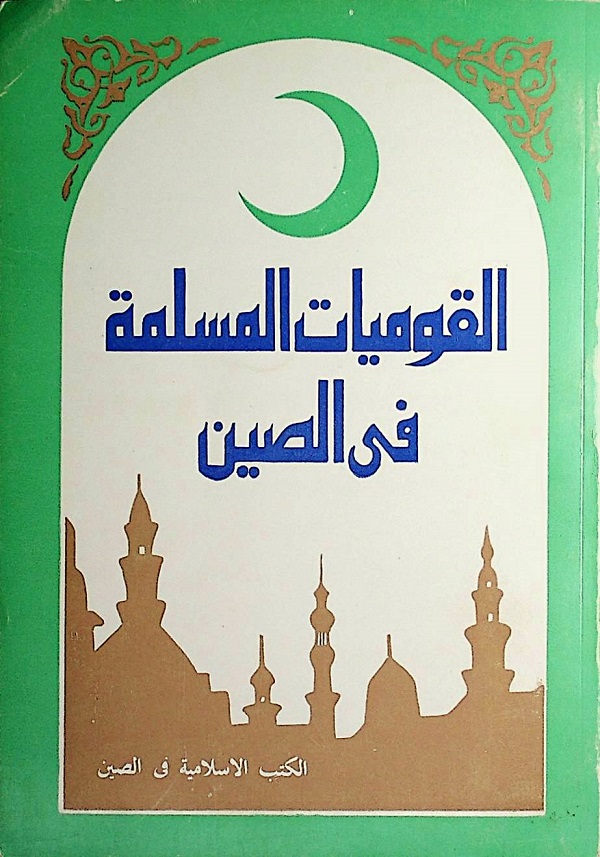 القوميات المسلمة
فى الصين
الكتب الاسلامية فى الصين